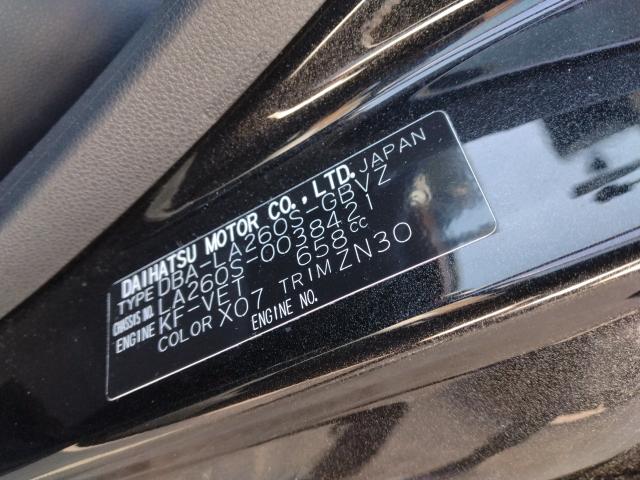 DAIHATSU MOTOR CO., LTD. JAPAN
TYPE DBA-LA260S-GBVZ
CHASSIS NO. LA260S-0038421
ENGINE KF-VET 658cc
COLOR X07 TRIM ZN30
ENGINE NO.